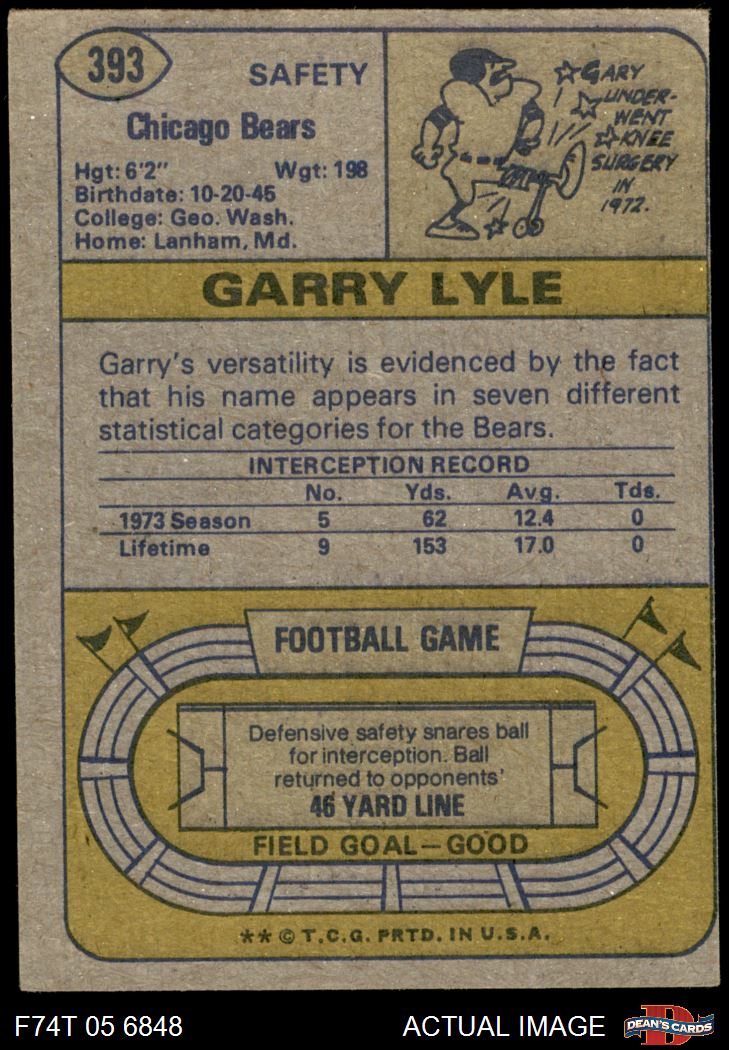 393
SAFETY
Chicago Bears
Hgt: 6'2" Wgt: 198
Birthdate: 10-20-45
College: Geo. Wash.
Home: Lanham, Md.
GARY
UNDER-
WENT
KNEE
SURGERY
IN
1972.
GARRY LYLE
Garry's versatility is evidenced by the fact
that his name appears in seven different
statistical categories for the Bears.
INTERCEPTION RECORD
No. Yds. Avg. Tds.
1973 Season 5 62 12.4 0
Lifetime 9 153 17.0 0
FOOTBALL GAME
Defensive safety snares ball
for interception. Ball
returned to opponents'
46 YARD LINE
FIELD GOAL—GOOD
** © T.C.G. PRTD. IN U.S.A.
F74T 05 6848 ACTUAL IMAGE
D
DEAN'S CARDS